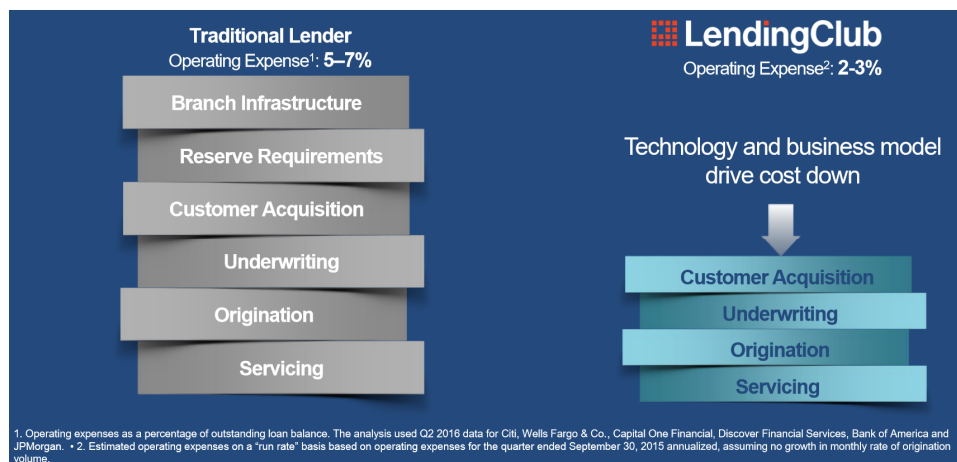 Traditional Lender
Operating Expense¹: 5–7%
Branch Infrastructure
Reserve Requirements
Customer Acquisition
Underwriting
Origination
Servicing
LendingClub
Operating Expense²: 2-3%
Technology and business model
drive cost down
Customer Acquisition
Underwriting
Origination
Servicing
1. Operating expenses as a percentage of outstanding loan balance. The analysis used Q2 2016 data for Citi, Wells Fargo & Co., Capital One Financial, Discover Financial Services, Bank of America and
JPMorgan. • 2. Estimated operating expenses on a “run rate” basis based on operating expenses for the quarter ended September 30, 2015 annualized, assuming no growth in monthly rate of origination
volume.